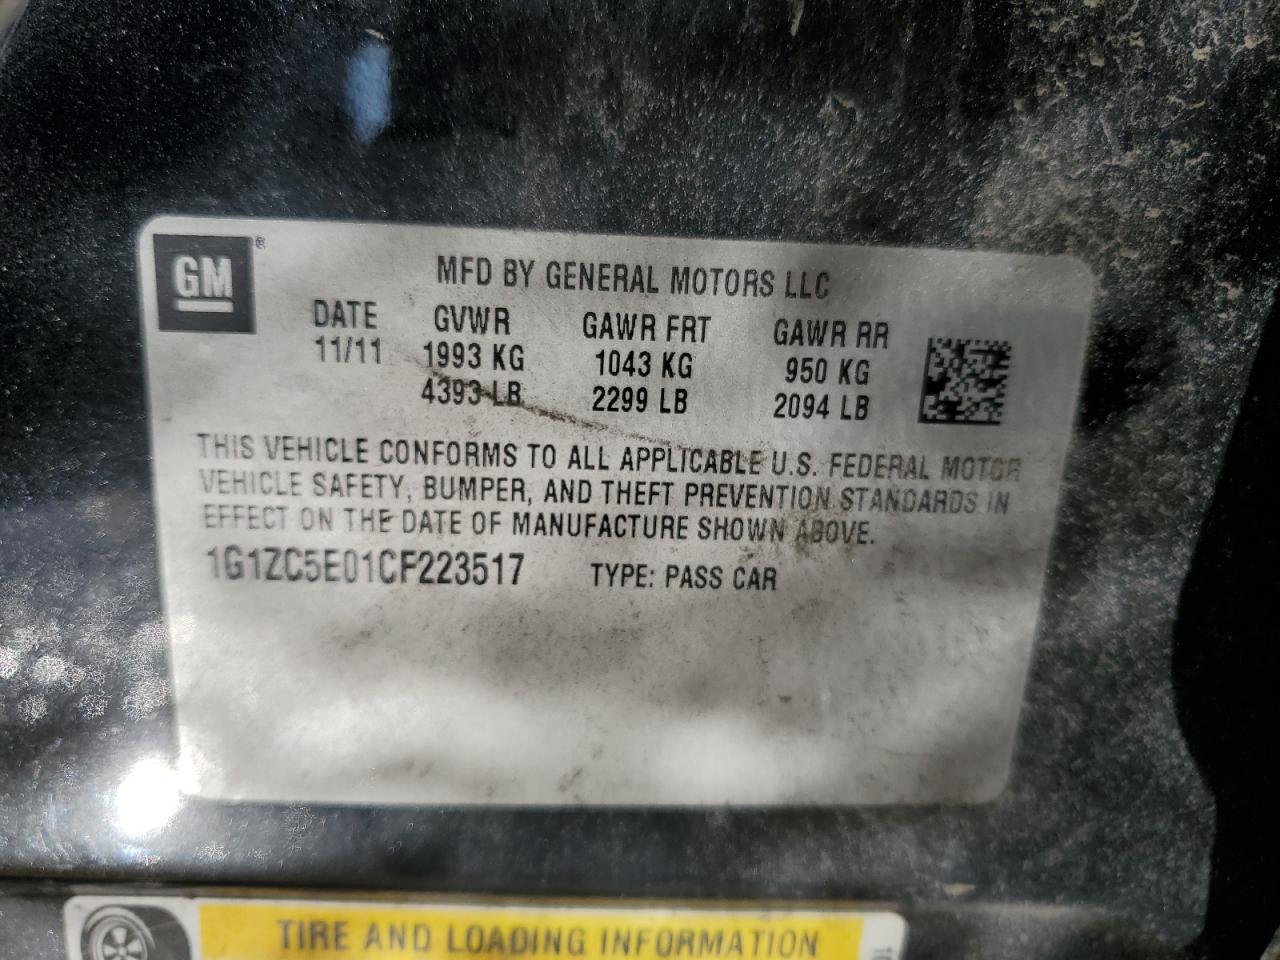 GM ®
MFD BY GENERAL MOTORS LLC
DATE GVWR GAWR FRT GAWR RR
11/11 1993 KG 1043 KG 950 KG
4393 LB 2299 LB 2094 LB
THIS VEHICLE CONFORMS TO ALL APPLICABLE U.S. FEDERAL MOTOR
VEHICLE SAFETY, BUMPER, AND THEFT PREVENTION STANDARDS IN
EFFECT ON THE DATE OF MANUFACTURE SHOWN ABOVE.
1G1ZC5E01CF223517 TYPE: PASS CAR
TIRE AND LOADING INFORMATION